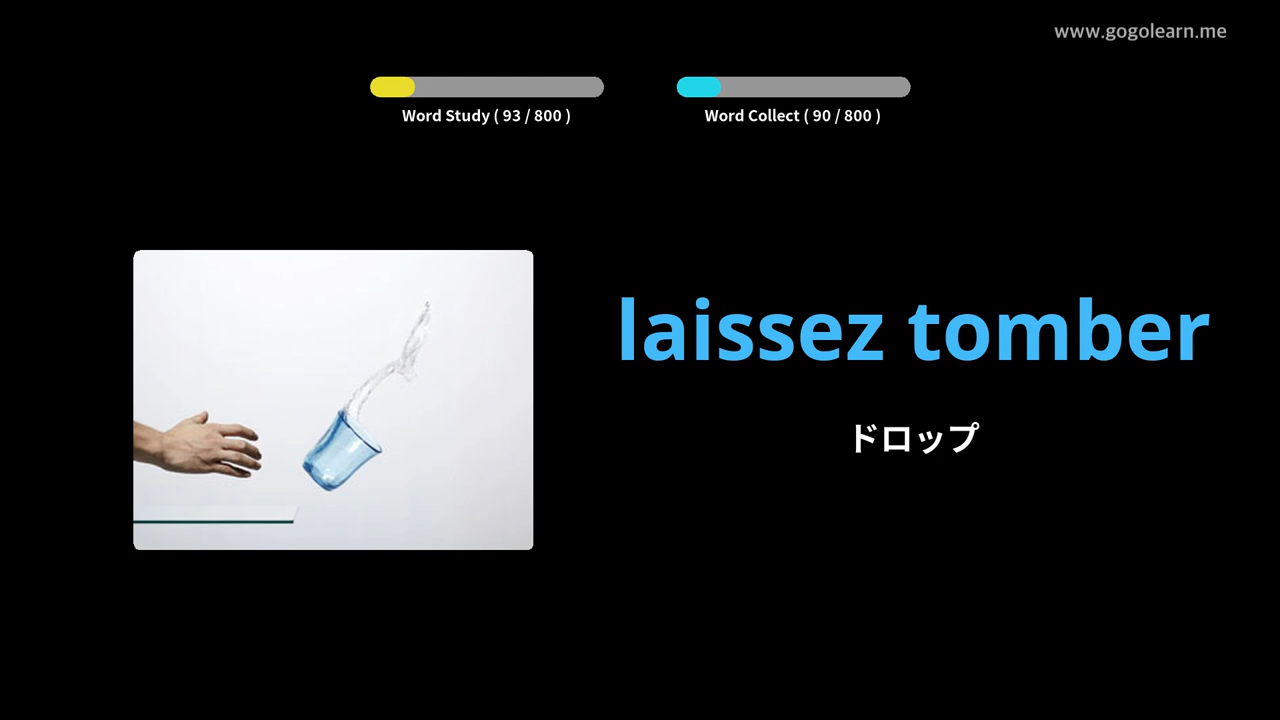 www.gogolearn.me
Word Study ( 93 / 800 )
Word Collect ( 90 / 800 )
laissez tomber
ドロップ